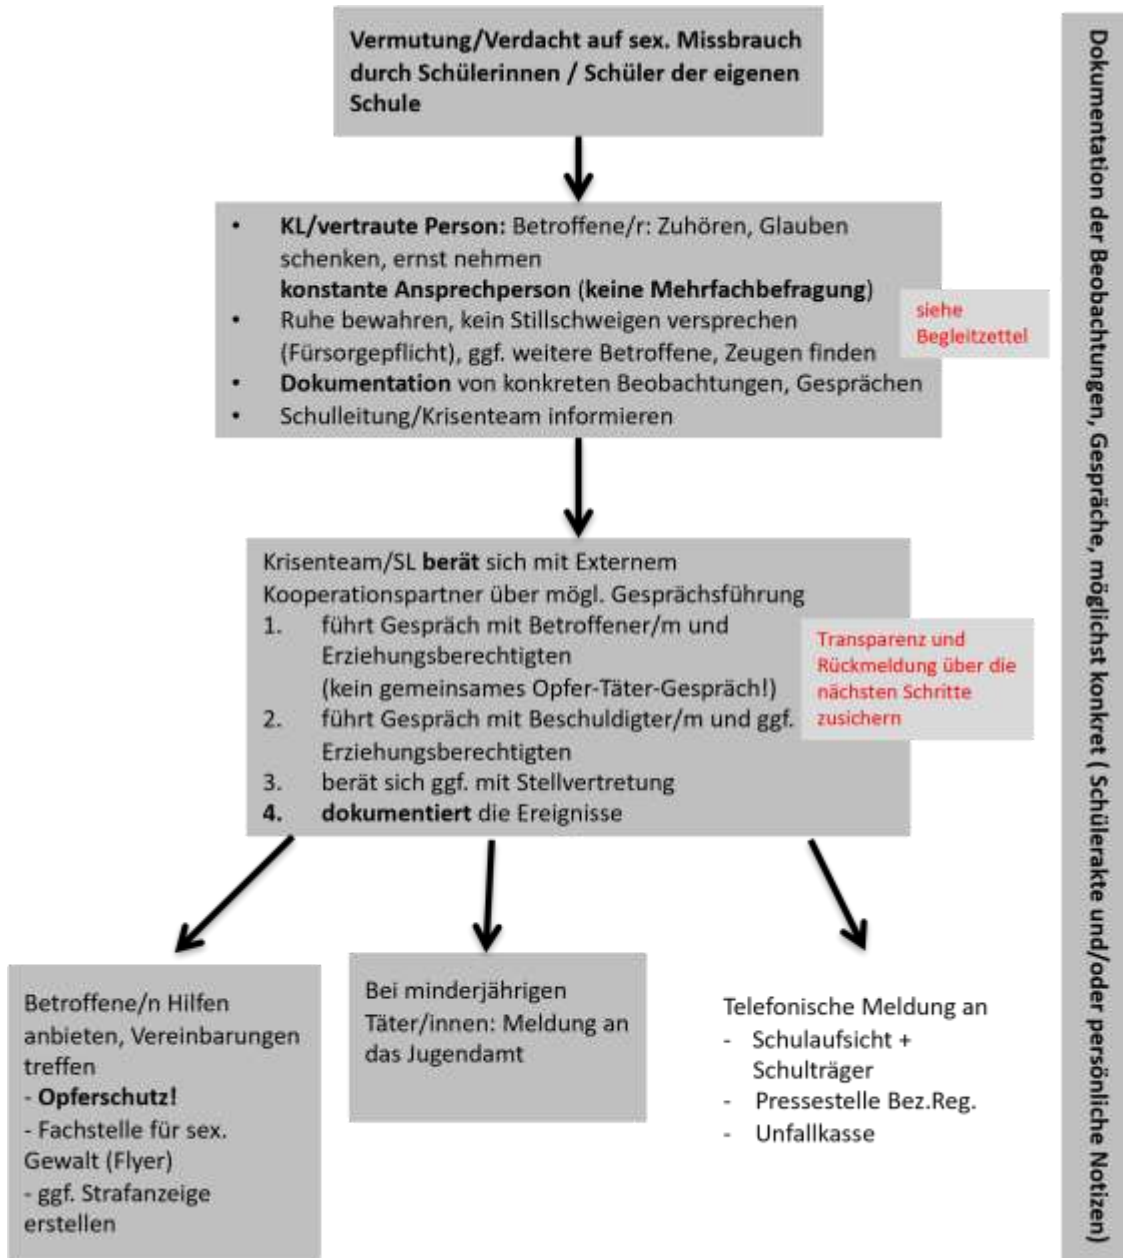 Vermutung/Verdacht auf sex. Missbrauch
durch Schülerinnen / Schüler der eigenen
Schule
• KL/vertraute Person: Betroffene/r: Zuhören, Glauben
schenken, ernst nehmen
konstante Ansprechperson (keine Mehrfachbefragung)
• Ruhe bewahren, kein Stillschweigen versprechen
(Fürsorgepflicht), ggf. weitere Betroffene, Zeugen finden
• Dokumentation von konkreten Beobachtungen, Gesprächen
• Schulleitung/Krisenteam informieren
siehe
Begleitzettel
Krisenteam/SL berät sich mit Externem
Kooperationspartner über mögl. Gesprächsführung
1. führt Gespräch mit Betroffener/m und
Erziehungsberechtigten
(kein gemeinsames Opfer-Täter-Gespräch!)
2. führt Gespräch mit Beschuldigter/m und ggf.
Erziehungsberechtigten
3. berät sich ggf. mit Stellvertretung
4. dokumentiert die Ereignisse
Transparenz und
Rückmeldung über die
nächsten Schritte
zusichern
Betroffene/n Hilfen
anbieten, Vereinbarungen
treffen
- Opferschutz!
- Fachstelle für sex.
Gewalt (Flyer)
- ggf. Strafanzeige
erstellen
Bei minderjährigen
Täter/innen: Meldung an
das Jugendamt
Telefonische Meldung an
- Schulaufsicht +
Schulträger
- Pressestelle Bez.Reg.
- Unfallkasse
Dokumentation der Beobachtungen, Gespräche, möglichst konkret ( Schülerakte und/oder persönliche Notizen)